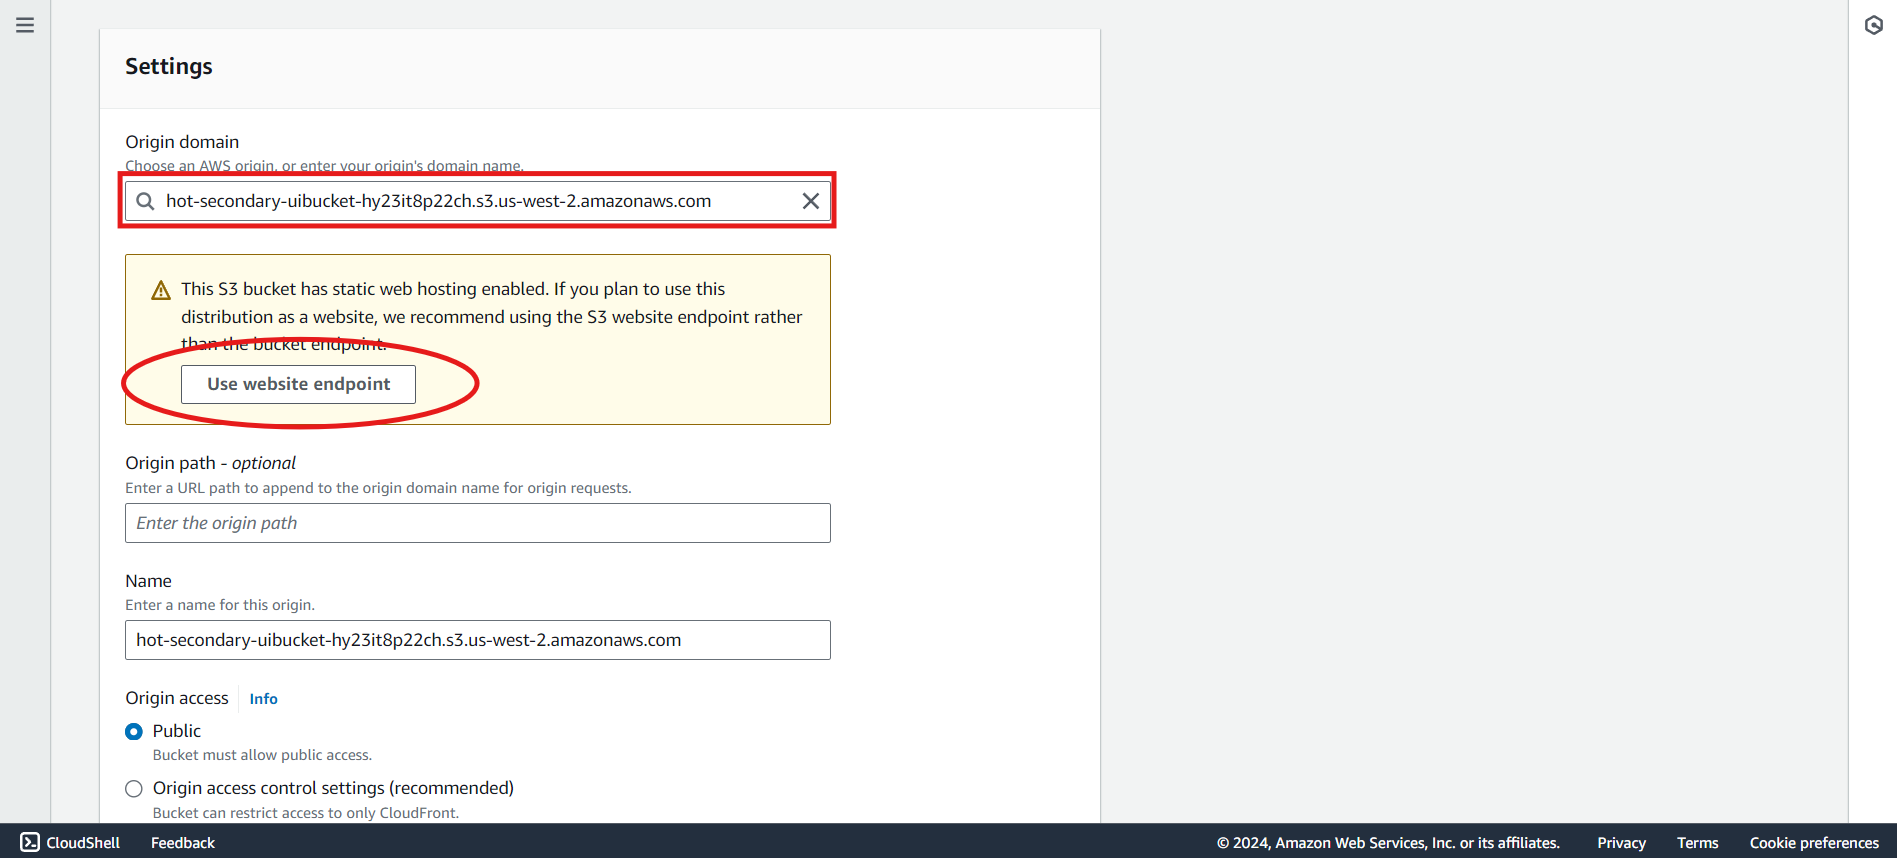 Settings
Origin domain
Choose an AWS origin, or enter your origin's domain name.
hot-secondary-uibucket-hy23it8p22ch.s3.us-west-2.amazonaws.com
This S3 bucket has static web hosting enabled. If you plan to use this
distribution as a website, we recommend using the S3 website endpoint rather
than the bucket endpoint.
Use website endpoint
Origin path - optional
Enter a URL path to append to the origin domain name for origin requests.
Enter the origin path
Name
Enter a name for this origin.
hot-secondary-uibucket-hy23it8p22ch.s3.us-west-2.amazonaws.com
Origin access Info
Public
Bucket must allow public access.
Origin access control settings (recommended)
Bucket can restrict access to only CloudFront.
CloudShell Feedback © 2024, Amazon Web Services, Inc. or its affiliates. Privacy Terms Cookie preferences